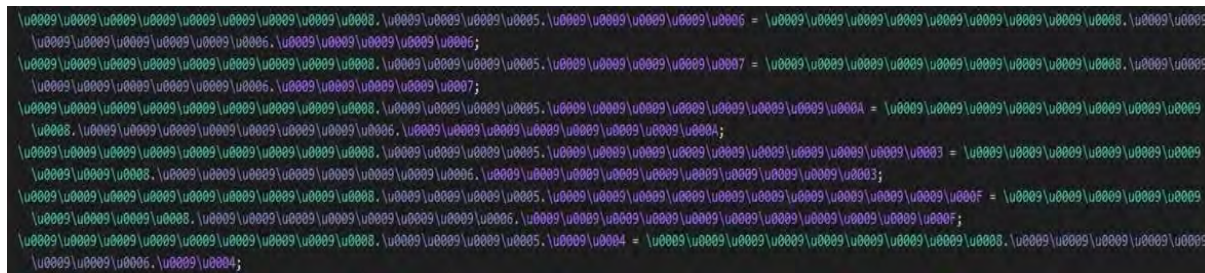 \u0009\u0009\u0009\u0009\u0009\u0009\u0009\u0009\u0008.\u0009\u0009\u0009\u0005.\u0009\u0009\u0009\u0009\u0006 = \u0009\u0009\u0009\u0009\u0009\u0009\u0009\u0009\u0008.\u0009\u0009
\u0009\u0009\u0009\u0009\u0009\u0006.\u0009\u0009\u0009\u0009\u0006;
\u0009\u0009\u0009\u0009\u0009\u0009\u0009\u0009\u0008.\u0009\u0009\u0009\u0005.\u0009\u0009\u0009\u0009\u0007 = \u0009\u0009\u0009\u0009\u0009\u0009\u0009\u0009\u0008.\u0009\u0009
\u0009\u0009\u0009\u0009\u0009\u0006.\u0009\u0009\u0009\u0009\u0007;
\u0009\u0009\u0009\u0009\u0009\u0009\u0009\u0009\u0008.\u0009\u0009\u0009\u0005.\u0009\u0009\u0009\u0009\u0009\u0009\u0009\u000A = \u0009\u0009\u0009\u0009\u0009\u0009\u0009\u0009
\u0008.\u0009\u0009\u0009\u0009\u0009\u0009\u0009\u0006.\u0009\u0009\u0009\u0009\u0009\u0009\u0009\u000A;
\u0009\u0009\u0009\u0009\u0009\u0009\u0009\u0009\u0008.\u0009\u0009\u0009\u0005.\u0009\u0009\u0009\u0009\u0009\u0009\u0009\u0009\u0009\u0003 = \u0009\u0009\u0009\u0009\u0009\u0009
\u0009\u0009\u0008.\u0009\u0009\u0009\u0009\u0009\u0009\u0009\u0006.\u0009\u0009\u0009\u0009\u0009\u0009\u0009\u0009\u0009\u0003;
\u0009\u0009\u0009\u0009\u0009\u0009\u0009\u0009\u0008.\u0009\u0009\u0009\u0005.\u0009\u0009\u0009\u0009\u0009\u0009\u0009\u0009\u0009\u0009\u000F = \u0009\u0009\u0009\u0009\u0009
\u0009\u0009\u0009\u0008.\u0009\u0009\u0009\u0009\u0009\u0009\u0009\u0006.\u0009\u0009\u0009\u0009\u0009\u0009\u0009\u0009\u0009\u0009\u000F;
\u0009\u0009\u0009\u0009\u0009\u0009\u0009\u0009\u0008.\u0009\u0009\u0009\u0005.\u0009\u0004 = \u0009\u0009\u0009\u0009\u0009\u0009\u0009\u0009\u0008.\u0009\u0009\u0009\u0009\u0009
\u0009\u0009\u0006.\u0009\u0004;